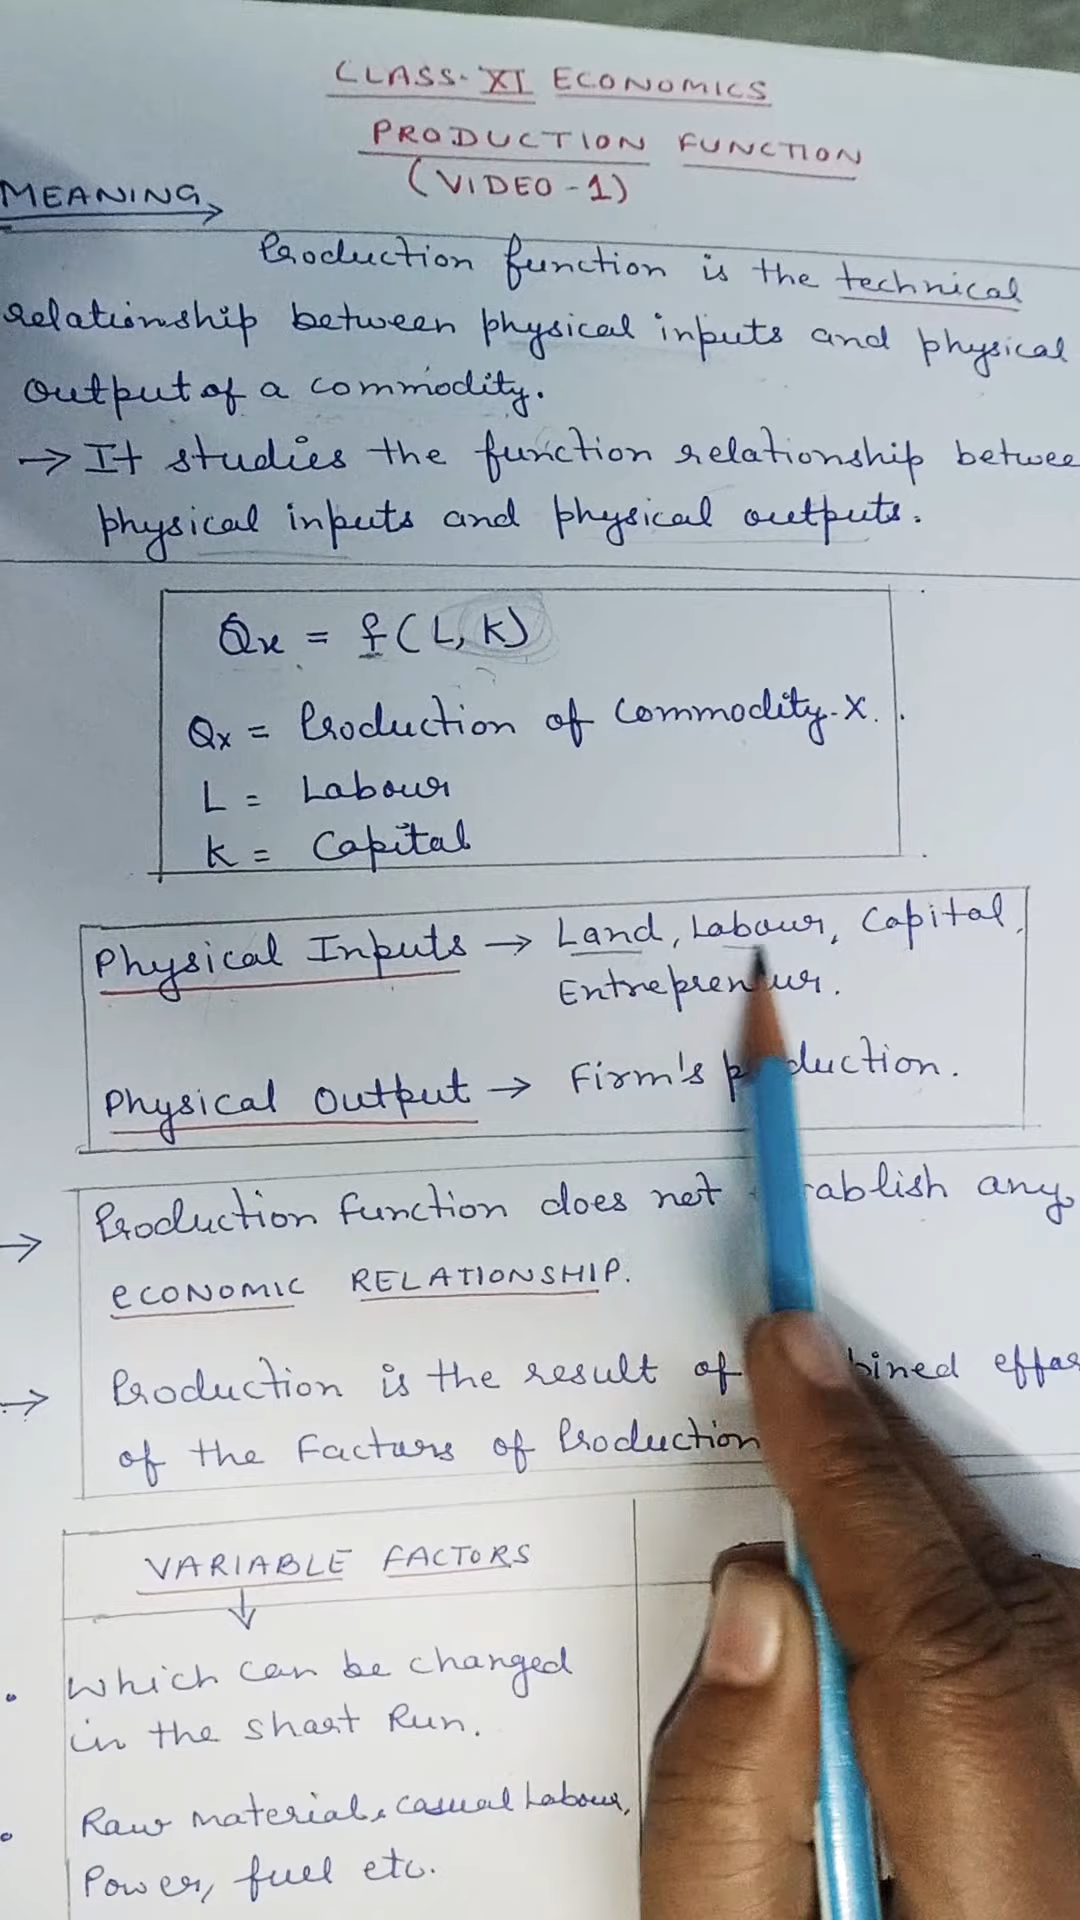 CLASS-XI ECONOMICS
PRODUCTION FUNCTION
(VIDEO-1)
MEANING
Production function is the technical
relationship between physical inputs and physical
output of a commodity.
→ It studies the function relationship betwee
physical inputs and physical outputs.
Qx = f(L, K)
Qx = Production of Commodity-X.
L = Labour
K = Capital
Physical Inputs → Land, Labour, Capital,
Entrepreneur.
Physical Output → Firm's production.
→ Production function does not any
ECONOMIC RELATIONSHIP.
→ Production is the result of
of the Factors of Production
VARIABLE FACTORS
Which can be changed
in the Short Run.
Raw material, casual Labour,
Power, fuel etc.